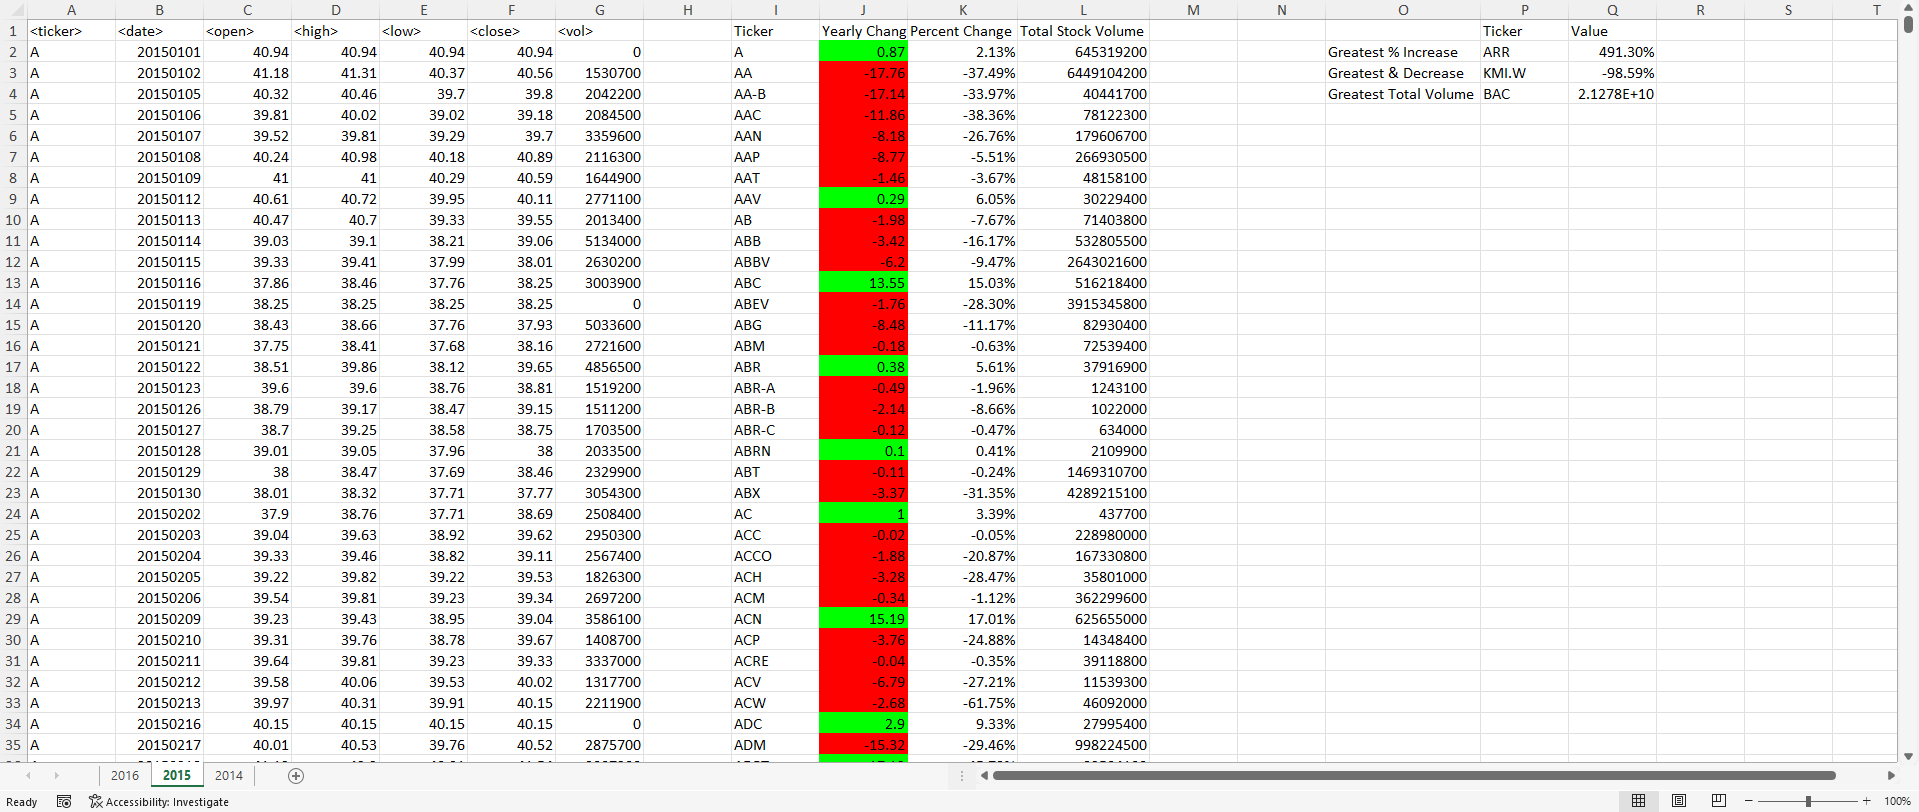 A B C D E F G H I J K L M N O P Q R S T
1 <ticker> <date> <open> <high> <low> <close> <vol> Ticker Yearly Chang Percent Change Total Stock Volume Ticker Value
2 A 20150101 40.94 40.94 40.94 40.94 0 A 0.87 2.13% 645319200 Greatest % Increase ARR 491.30%
3 A 20150102 41.18 41.31 40.37 40.56 1530700 AA -17.76 -37.49% 6449104200 Greatest & Decrease KMI.W -98.59%
4 A 20150105 40.32 40.46 39.7 39.8 2042200 AA-B -17.14 -33.97% 40441700 Greatest Total Volume BAC 2.1278E+10
5 A 20150106 39.81 40.02 39.02 39.18 2084500 AAC -11.86 -38.36% 78122300
6 A 20150107 39.52 39.81 39.29 39.7 3359600 AAN -8.18 -26.76% 179606700
7 A 20150108 40.24 40.98 40.18 40.89 2116300 AAP -8.77 -5.51% 266930500
8 A 20150109 41 41 40.29 40.59 1644900 AAT -1.46 -3.67% 48158100
9 A 20150112 40.61 40.72 39.95 40.11 2771100 AAV 0.29 6.05% 30229400
10 A 20150113 40.47 40.7 39.33 39.55 2013400 AB -1.98 -7.67% 71403800
11 A 20150114 39.03 39.1 38.21 39.06 5134000 ABB -3.42 -16.17% 532805500
12 A 20150115 39.33 39.41 37.99 38.01 2630200 ABBV -6.2 -9.47% 2643021600
13 A 20150116 37.86 38.46 37.76 38.25 3003900 ABC 13.55 15.03% 516218400
14 A 20150119 38.25 38.25 38.25 38.25 0 ABEV -1.76 -28.30% 3915345800
15 A 20150120 38.43 38.66 37.76 37.93 5033600 ABG -8.48 -11.17% 82930400
16 A 20150121 37.75 38.41 37.68 38.16 2721600 ABM -0.18 -0.63% 72539400
17 A 20150122 38.51 39.86 38.12 39.65 4856500 ABR 0.38 5.61% 37916900
18 A 20150123 39.6 39.6 38.76 38.81 1519200 ABR-A -0.49 -1.96% 1243100
19 A 20150126 38.79 39.17 38.47 39.15 1511200 ABR-B -2.14 -8.66% 1022000
20 A 20150127 38.7 39.25 38.58 38.75 1703500 ABR-C -0.12 -0.47% 634000
21 A 20150128 39.01 39.05 37.96 38 2033500 ABRN 0.1 0.41% 2109900
22 A 20150129 38 38.47 37.69 38.46 2329900 ABT -0.11 -0.24% 1469310700
23 A 20150130 38.01 38.32 37.71 37.77 3054300 ABX -3.37 -31.35% 4289215100
24 A 20150202 37.9 38.76 37.71 38.69 2508400 AC 1 3.39% 437700
25 A 20150203 39.04 39.63 38.92 39.62 2950300 ACC -0.02 -0.05% 228980000
26 A 20150204 39.33 39.46 38.82 39.11 2567400 ACCO -1.88 -20.87% 167330800
27 A 20150205 39.22 39.82 39.22 39.53 1826300 ACH -3.28 -28.47% 35801000
28 A 20150206 39.54 39.81 39.23 39.34 2697200 ACM -0.34 -1.12% 362299600
29 A 20150209 39.23 39.43 38.95 39.04 3586100 ACN 15.19 17.01% 625655000
30 A 20150210 39.31 39.76 38.78 39.67 1408700 ACP -3.76 -24.88% 14348400
31 A 20150211 39.64 39.81 39.23 39.33 3337000 ACRE -0.04 -0.35% 39118800
32 A 20150212 39.58 40.06 39.53 40.02 1317700 ACV -6.79 -27.21% 11539300
33 A 20150213 39.97 40.31 39.91 40.15 2211900 ACW -2.68 -61.75% 46092000
34 A 20150216 40.15 40.15 40.15 40.15 0 ADC 2.9 9.33% 27995400
35 A 20150217 40.01 40.53 39.76 40.52 2875700 ADM -15.32 -29.46% 998224500
2016 2015 2014
Ready Accessibility: Investigate 100%